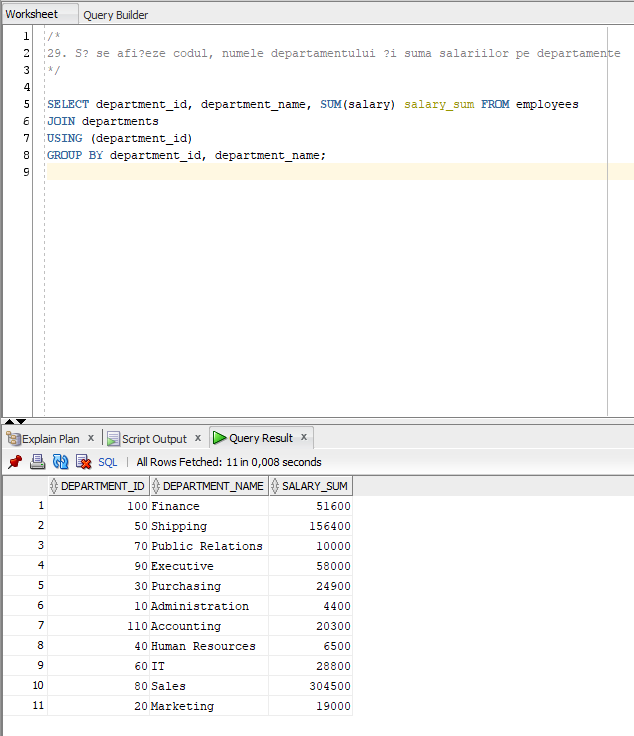 Worksheet Query Builder
1 /*
2 29. S? se afi?eze codul, numele departamentului ?i suma salariilor pe departamente
3 */
4
5 SELECT department_id, department_name, SUM(salary) salary_sum FROM employees
6 JOIN departments
7 USING (department_id)
8 GROUP BY department_id, department_name;
9
Explain Plan x Script Output x Query Result x
SQL | All Rows Fetched: 11 in 0,008 seconds
DEPARTMENT_ID DEPARTMENT_NAME SALARY_SUM
1 100 Finance 51600
2 50 Shipping 156400
3 70 Public Relations 10000
4 90 Executive 58000
5 30 Purchasing 24900
6 10 Administration 4400
7 110 Accounting 20300
8 40 Human Resources 6500
9 60 IT 28800
10 80 Sales 304500
11 20 Marketing 19000